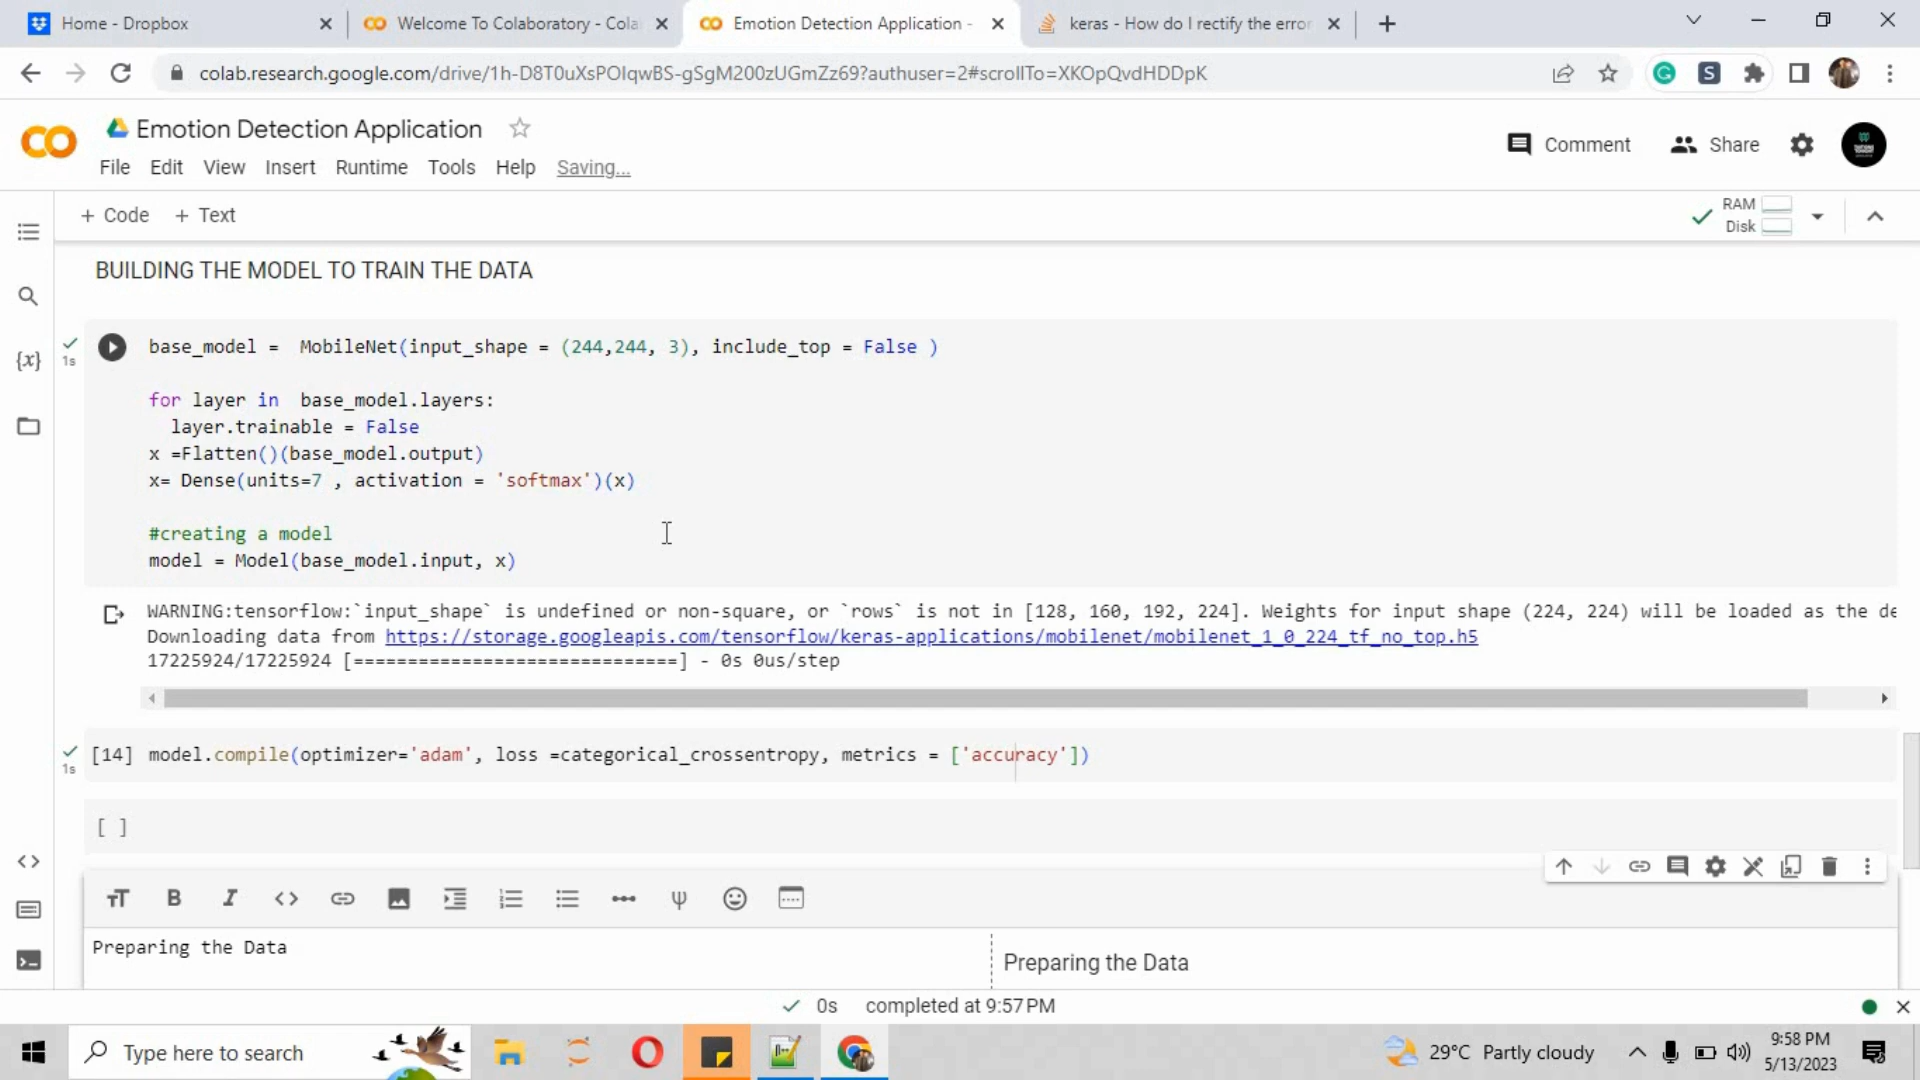 Home - Dropbox
Welcome To Colaboratory - Cola
Emotion Detection Application -
keras - How do I rectify the error
colab.research.google.com/drive/1h-D8T0uXsPOIqwBS-gSgM200zUGmZz69?authuser=2#scrollTo=XKOpQvdHDDpK
Emotion Detection Application
Comment
Share
File Edit View Insert Runtime Tools Help Saving...
+ Code + Text
RAM
Disk
BUILDING THE MODEL TO TRAIN THE DATA
base_model =  MobileNet(input_shape = (244,244, 3), include_top = False )
1s
for layer in  base_model.layers:
layer.trainable = False
x =Flatten()(base_model.output)
x= Dense(units=7 , activation = 'softmax')(x)
#creating a model
model = Model(base_model.input, x)
WARNING:tensorflow:`input_shape` is undefined or non-square, or `rows` is not in [128, 160, 192, 224]. Weights for input shape (224, 224) will be loaded as the de
Downloading data from https://storage.googleapis.com/tensorflow/keras-applications/mobilenet/mobilenet_1_0_224_tf_no_top.h5
17225924/17225924 [==============================] - 0s 0us/step
[14] model.compile(optimizer='adam', loss =categorical_crossentropy, metrics = ['accuracy'])
1s
[ ]
Preparing the Data
Preparing the Data
0s completed at 9:57 PM
Type here to search
29°C Partly cloudy
9:58 PM
5/13/2023